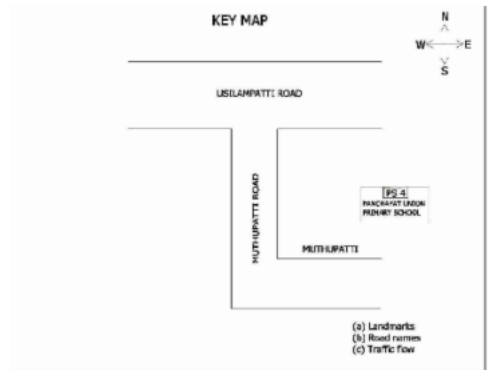 KEY MAP
N
W E
S
USILAMPATTI ROAD
MUTHUPATTI ROAD
PS 4
PANCHAYAT UNION
PRIMARY SCHOOL
MUTHUPATTI
(a) Landmarks
(b) Road names
(c) Traffic flow